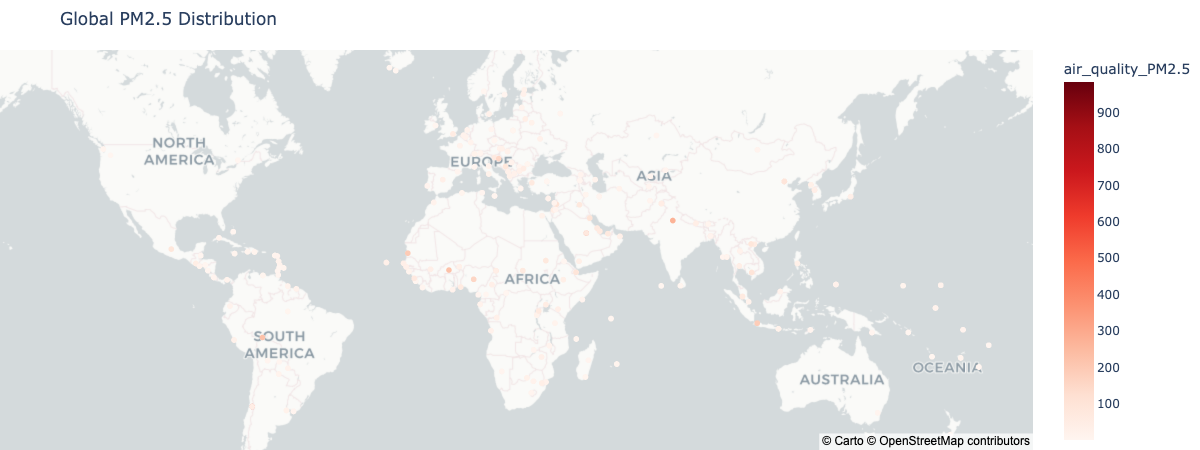 Global PM2.5 Distribution
air_quality_PM2.5
NORTH
AMERICA
EUROPE
ASIA
AFRICA
SOUTH
AMERICA
AUSTRALIA
OCEANIA
900
800
700
600
500
400
300
200
100
© Carto © OpenStreetMap contributors